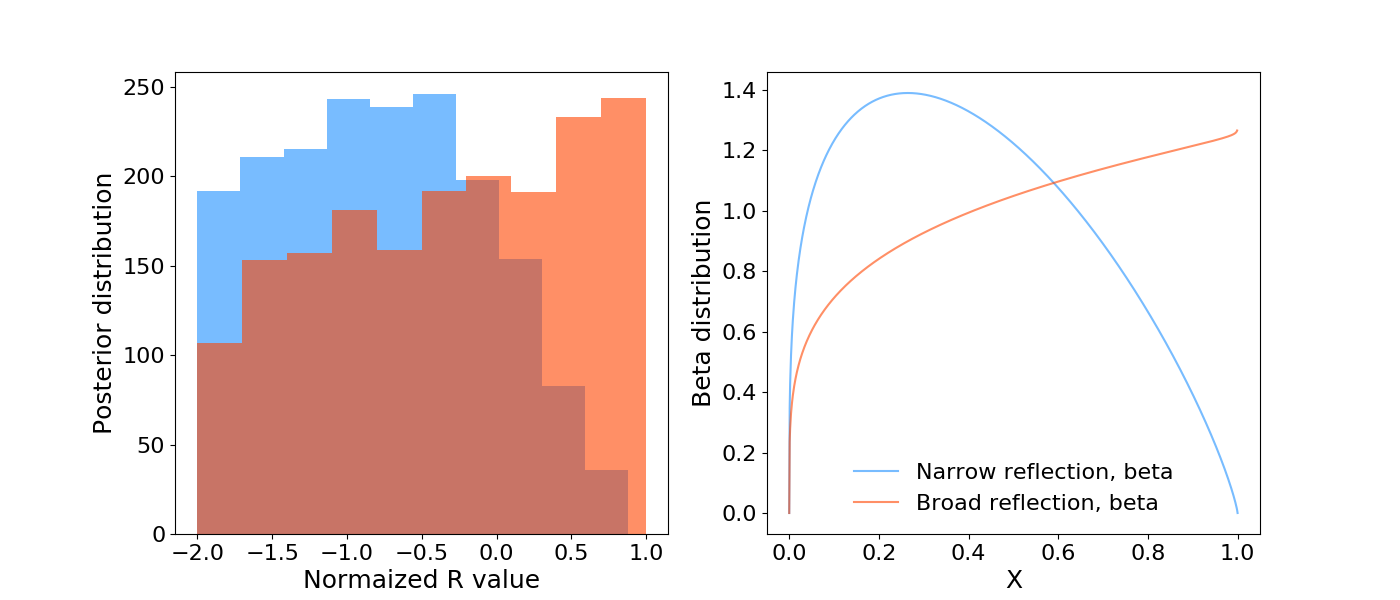 Posterior distribution
250
200
150
100
50
0
−2.0 −1.5 −1.0 −0.5 0.0 0.5 1.0
Normaized R value
Beta distribution
1.4
1.2
1.0
0.8
0.6
0.4
0.2
0.0
Narrow reflection, beta
Broad reflection, beta
0.0 0.2 0.4 0.6 0.8 1.0
X